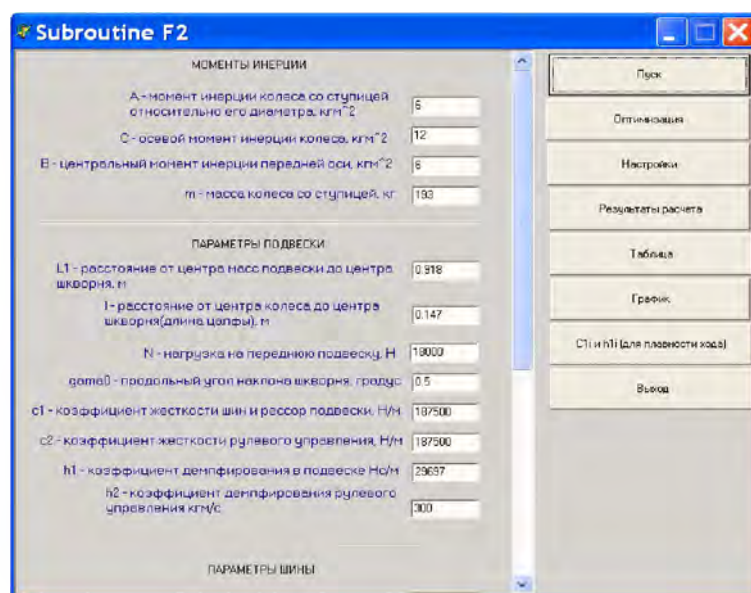 Subroutine F2
МОМЕНТЫ ИНЕРЦИИ
A - момент инерции колеса со ступицей
относительно его диаметра, кгм^2
6
C - осевой момент инерции колеса, кгм^2
12
B - центральный момент инерции передней оси, кгм^2
6
m - масса колеса со ступицей, кг
193
ПАРАМЕТРЫ ПОДВЕСКИ
L1 - расстояние от центра масс подвески до центра
шкворня, м
0.918
l - расстояние от центра колеса до центра
шкворня(длина цапфы), м
0.147
N - нагрузка на переднюю подвеску, Н
18000
gama0 - продольный угол наклона шкворня, градус
0.5
c1 - коэффициент жесткости шин и рессор подвески, Н/м
187500
c2 - коэффициент жесткости рулевого управления, Н/м
187500
h1 - коэффициент демпфирования в подвеске Нс/м
29697
h2 - коэффициент демпфирования рулевого
управления кгм/с
300
ПАРАМЕТРЫ ШИНЫ
Пуск
Оптимизация
Настройки
Результаты расчета
Таблица
График
C1i и h1i (для плавности хода)
Выход